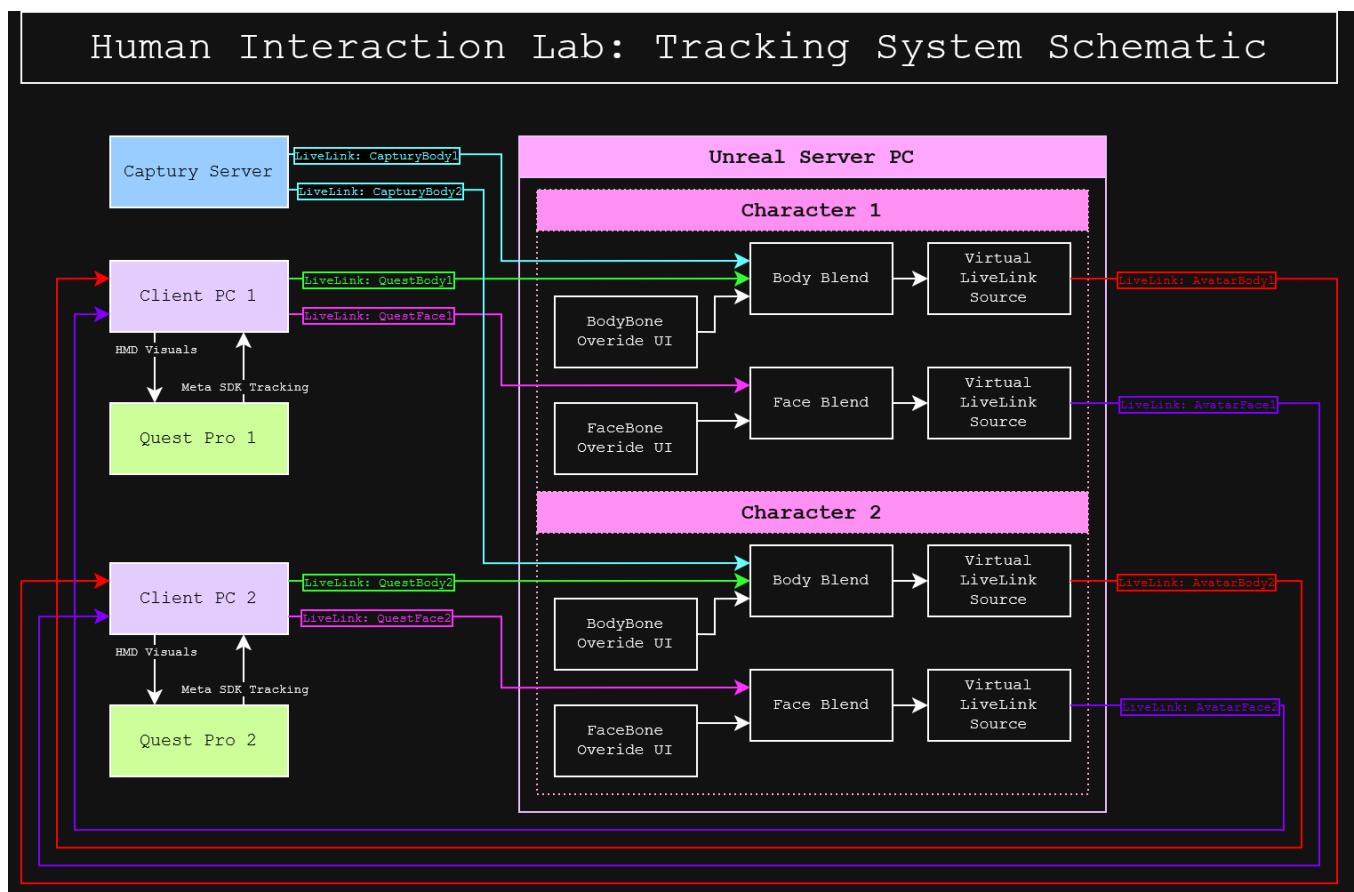 Human Interaction Lab: Tracking System Schematic
Captury Server
LiveLink: CapturyBody1
LiveLink: CapturyBody2
Unreal Server PC
Character 1
Client PC 1
LiveLink: QuestBody1
LiveLink: QuestFace1
HMD Visuals
Meta SDK Tracking
Quest Pro 1
BodyBone
Overide UI
Body Blend
Virtual
LiveLink
Source
LiveLink: AvatarBody1
FaceBone
Overide UI
Face Blend
Virtual
LiveLink
Source
LiveLink: AvatarFace1
Character 2
Client PC 2
LiveLink: QuestBody2
LiveLink: QuestFace2
HMD Visuals
Meta SDK Tracking
Quest Pro 2
BodyBone
Overide UI
Body Blend
Virtual
LiveLink
Source
LiveLink: AvatarBody2
FaceBone
Overide UI
Face Blend
Virtual
LiveLink
Source
LiveLink: AvatarFace2